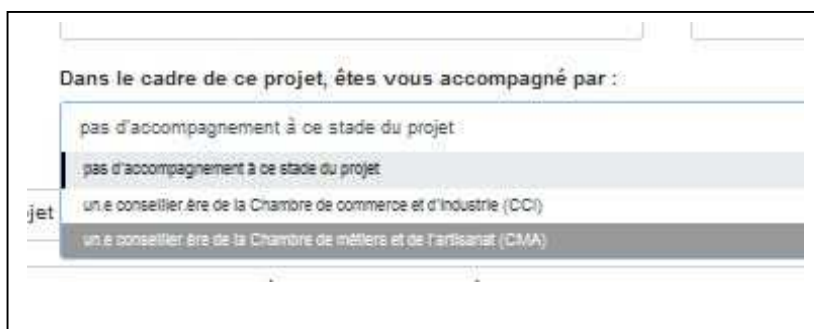 Dans le cadre de ce projet, êtes vous accompagné par :
pas d'accompagnement à ce stade du projet
pas d'accompagnement à ce stade du projet
un.e conseiller.ère de la Chambre de commerce et d'industrie (CCI)
jet
un.e conseiller.ère de la Chambre de métiers et de l'artisanat (CMA)